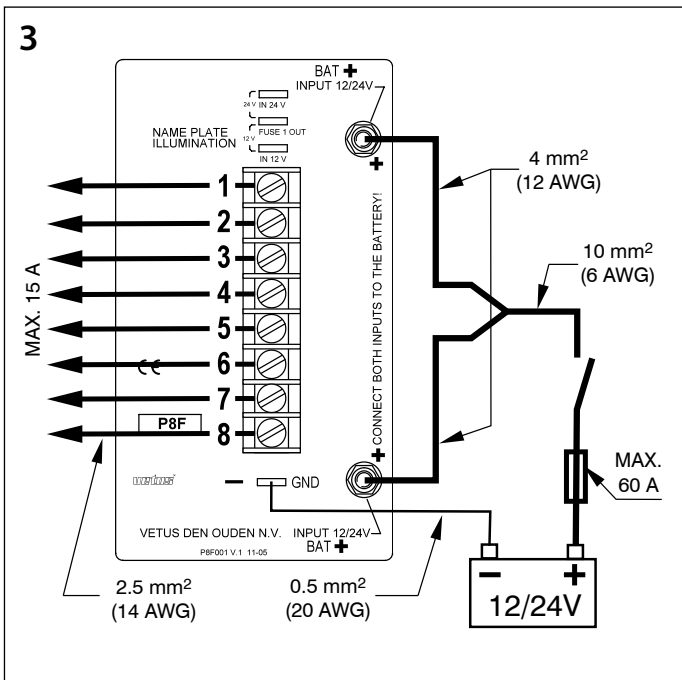 3
BAT +
INPUT 12/24V
24 V
IN 24 V
FUSE 1 OUT
12 V
IN 12 V
NAME PLATE
ILLUMINATION
1
2
3
4
5
6
7
8
MAX. 15 A
CE
P8F
vetus
+
CONNECT BOTH INPUTS TO THE BATTERY!
+
– GND
VETUS DEN OUDEN N.V.
P8F001 V.1 11-05
INPUT 12/24V
BAT +
4 mm²
(12 AWG)
10 mm²
(6 AWG)
MAX.
60 A
– +
12/24V
2.5 mm²
(14 AWG)
0.5 mm²
(20 AWG)